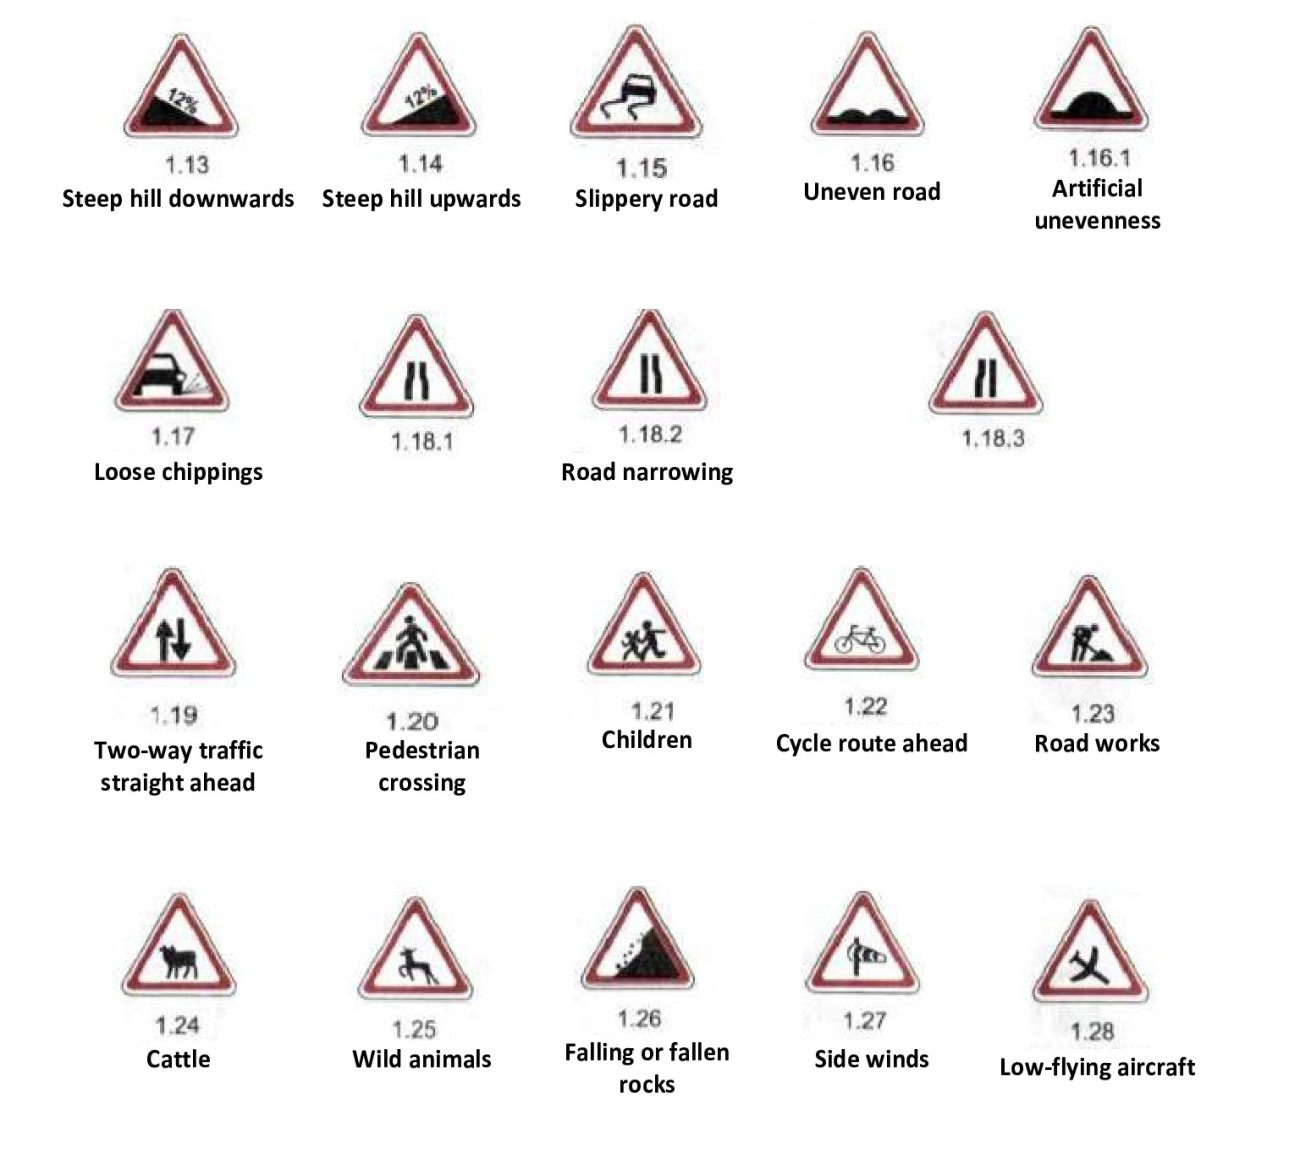 12%
12%
1.13
1.14
1.15
1.16
1.16.1
Steep hill downwards
Steep hill upwards
Slippery road
Uneven road
Artificial
unevenness
1.17
1.18.1
1.18.2
1.18.3
Loose chippings
Road narrowing
1.19
1.20
1.21
1.22
1.23
Two-way traffic
straight ahead
Pedestrian
crossing
Children
Cycle route ahead
Road works
1.24
1.25
1.26
1.27
1.28
Cattle
Wild animals
Falling or fallen
rocks
Side winds
Low-flying aircraft